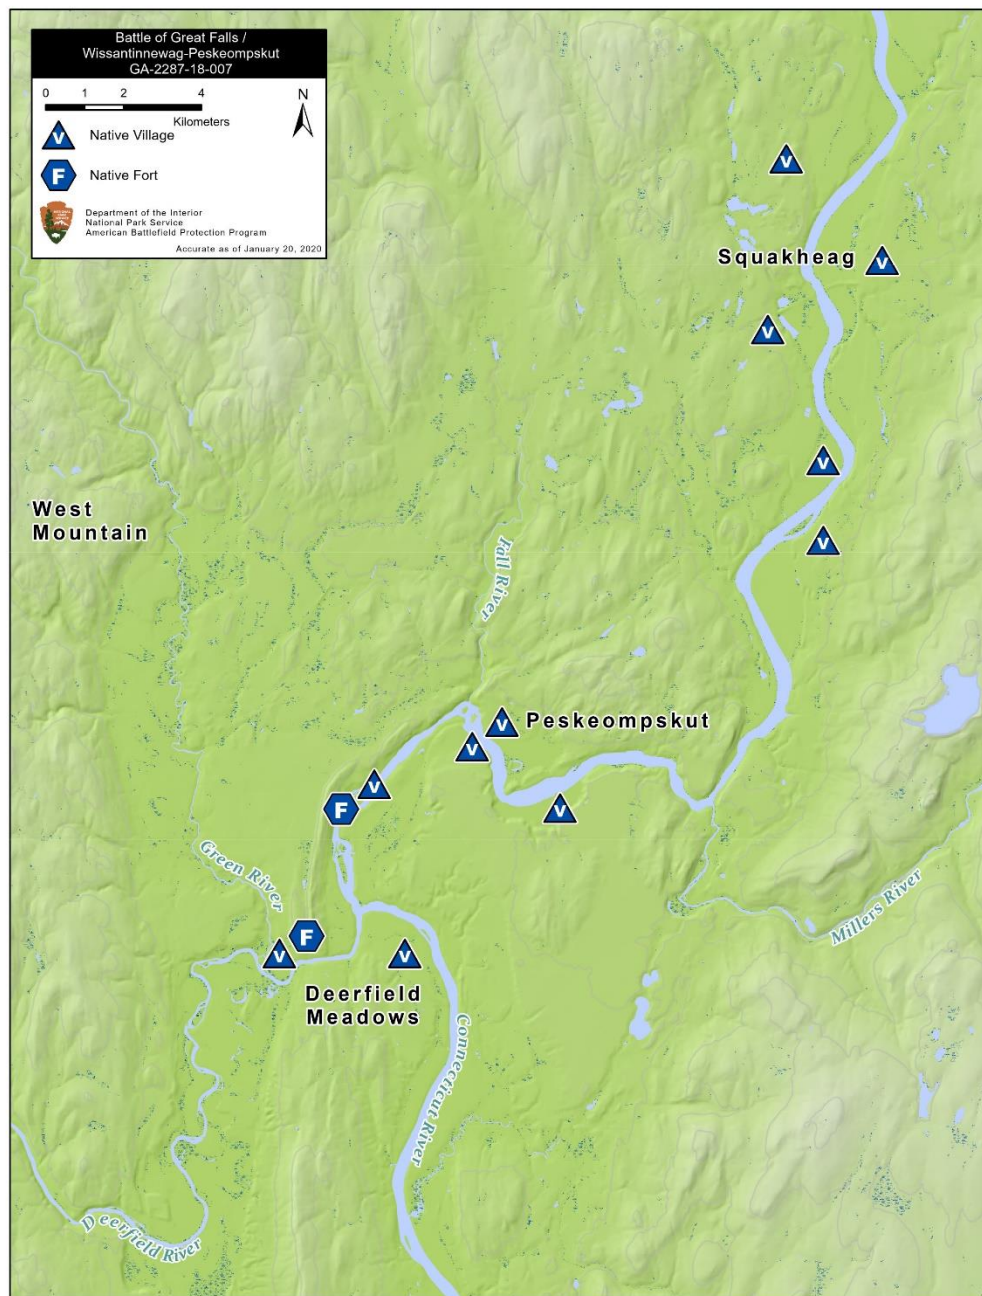 Battle of Great Falls /
Wissantinnewag-Peskeompskut
GA-2287-18-007
0 1 2 4
Kilometers
N
V Native Village
F Native Fort
Department of the Interior
National Park Service
American Battlefield Protection Program
Accurate as of January 20, 2020
V
Squakheag
V
V
V
West
Mountain
V
Fall River
V
Peskeompskut
V
V
F
V
Green River
Millers River
F
V
V
Deerfield
Meadows
Connecticut River
Deerfield River